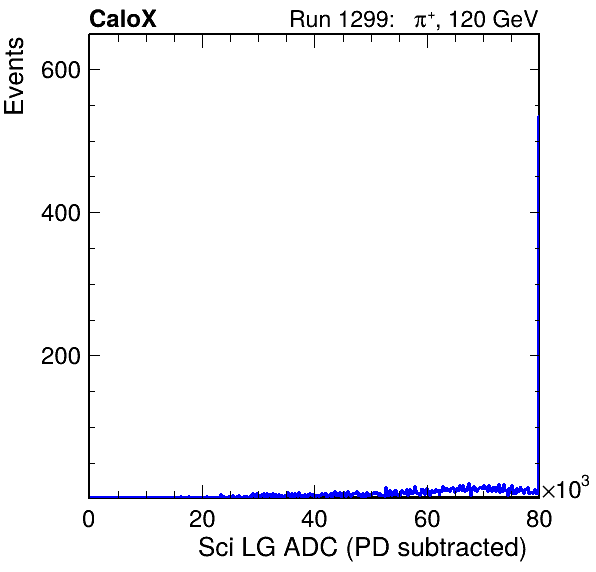 CaloX Run 1299: π⁺, 120 GeV
Events
600
400
200
0 20 40 60 80 ×10³
Sci LG ADC (PD subtracted)